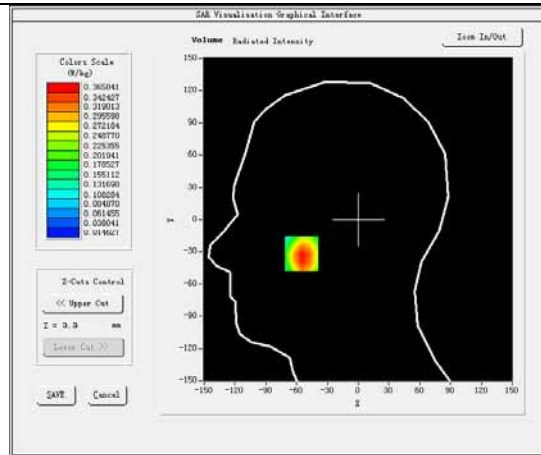 SAR Visualisation Graphical Interface
Volume Radiated Intensity
Zoom In/Out
Colors Scale
(W/kg)
0.365841
0.342427
0.319013
0.295598
0.272184
0.248770
0.225355
0.201941
0.178527
0.155112
0.131698
0.108284
0.084870
0.061455
0.038041
0.014627
Z-Cuts Control
<< Upper Cut
Z = 3.3 mm
Lower Cut >>
SAVE
Cancel
150
120
90
60
30
0
-30
-60
-90
-120
-150
Y
-150 -120 -90 -60 -30 0 30 60 90 120 150
X